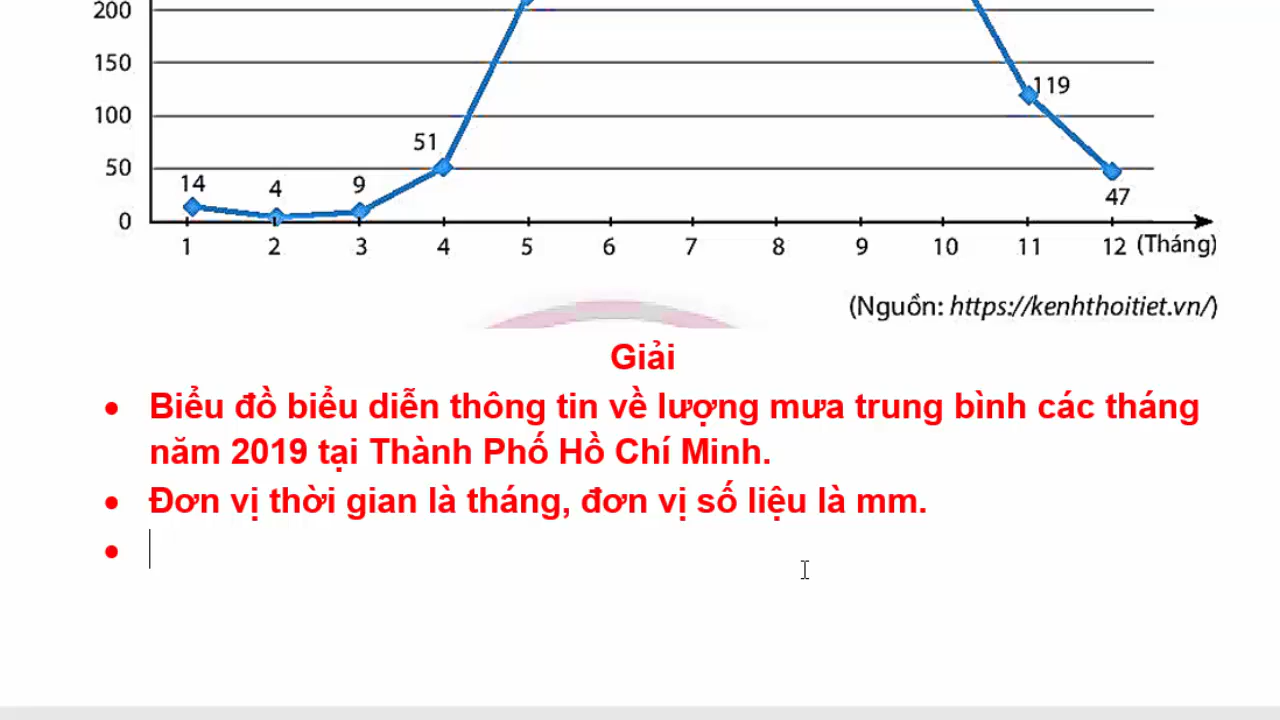 200
150
119
100
51
50
14 4 9
47
0
1 2 3 4 5 6 7 8 9 10 11 12 (Tháng)
(Nguồn: https://kenhthoitiet.vn/)
Giải
• Biểu đồ biểu diễn thông tin về lượng mưa trung bình các tháng
năm 2019 tại Thành Phố Hồ Chí Minh.
• Đơn vị thời gian là tháng, đơn vị số liệu là mm.
•